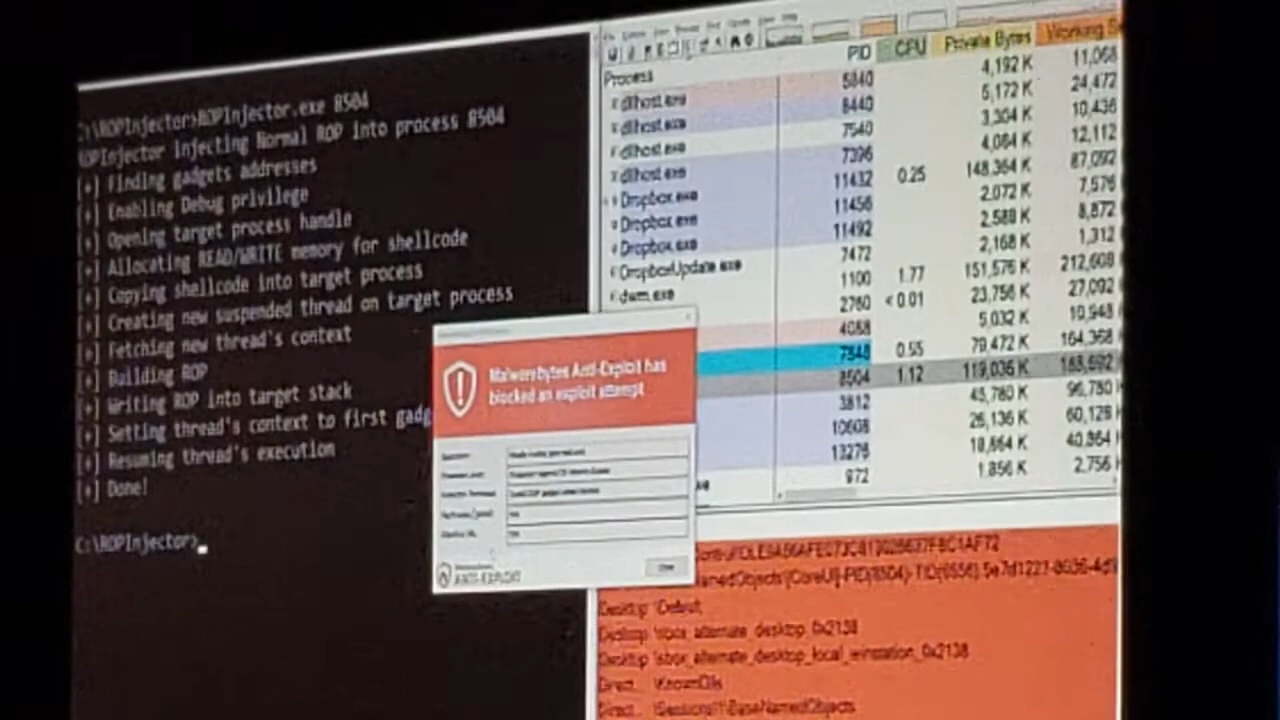 C:\ROPInjector>ROPInjector.exe 8504
ROPInjector injecting Normal ROP into process 8504
[+] Finding gadgets addresses
[+] Enabling Debug privilege
[+] Opening target process handle
[+] Allocating READ/WRITE memory for shellcode
[+] Copying shellcode into target process
[+] Creating new suspended thread on target process
[+] Fetching new thread's context
[+] Building ROP
[+] Writing ROP into target stack
[+] Setting thread's context to first gadg
[+] Resuming thread's execution
[+] Done!
C:\ROPInjector>
Malwarebytes Anti-Exploit has
blocked an exploit attempt
ANTI-EXPLOIT
Close
Process PID CPU Private Bytes Working S
dllhost.exe 5840 4,192 K 11,068
dllhost.exe 8440 5,172 K 24,472
dllhost.exe 7540 3,304 K 10,436
dllhost.exe 7396 4,084 K 12,112
Dropbox.exe 11432 0.25 148,364 K 87,092
Dropbox.exe 11456 2,072 K 7,576
Dropbox.exe 11492 2,588 K 8,872
DropboxUpdate.exe 7472 2,168 K 1,312
dwm.exe 1100 1.77 151,576 K 212,608
2760 < 0.01 23,756 K 27,092
4088 5,032 K 10,948
7848 0.55 79,472 K 164,368
8504 1.12 119,036 K 188,692
3812 45,780 K 96,780
10608 26,136 K 60,128
13276 18,864 K 40,864
972 1,856 K 2,756
Desktop \Default
Desktop \sbox_alternate_desktop_0x2138
Desktop \sbox_alternate_desktop_local_winstation_0x2138
Direct... \KnownDlls
Direct... \Sessions\1\BaseNamedObjects